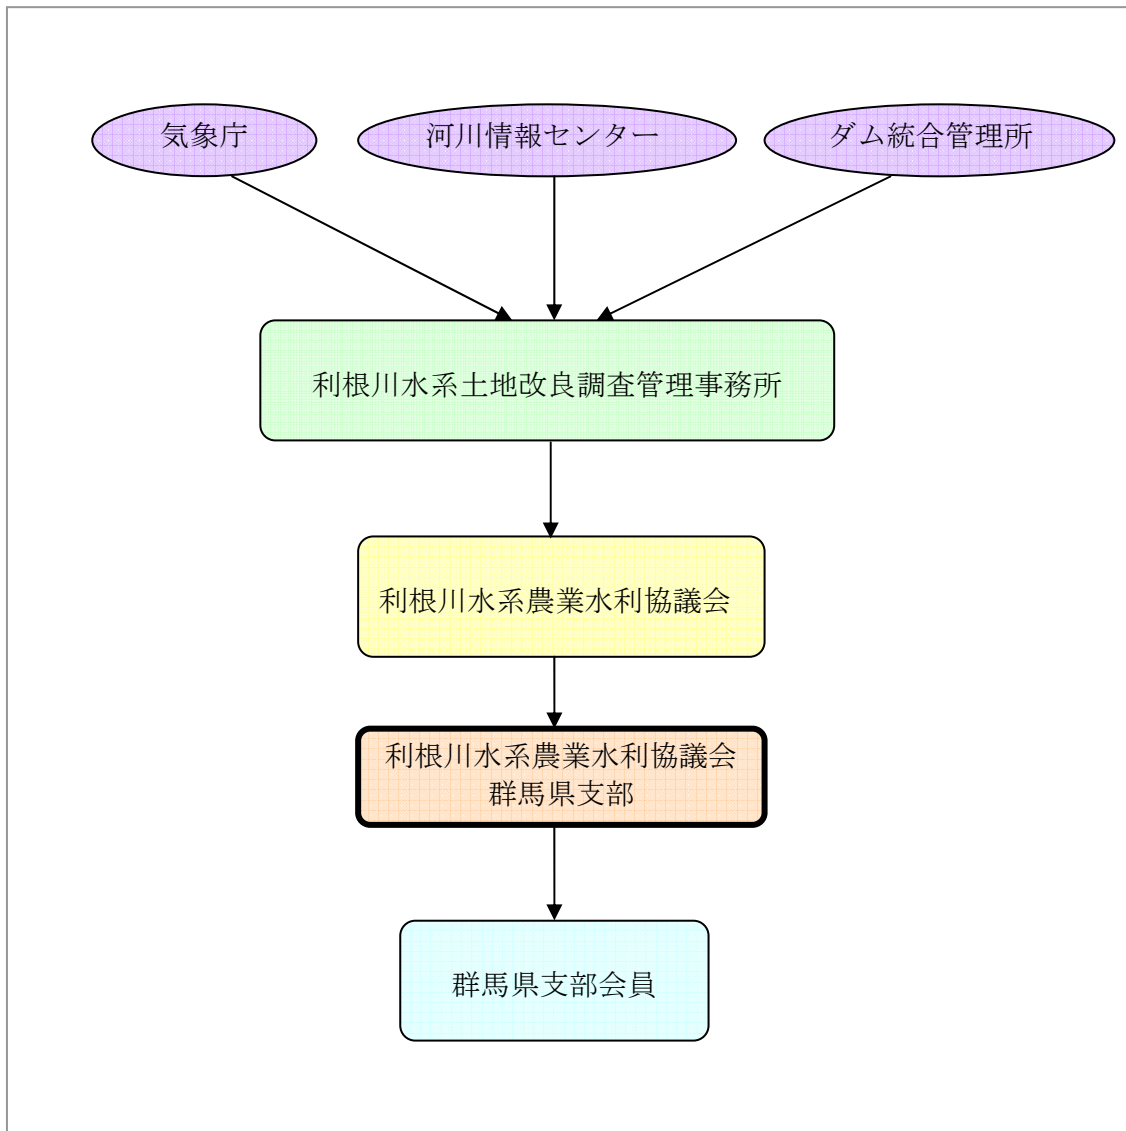 気象庁
河川情報センター
ダム統合管理所
利根川水系土地改良調査管理事務所
利根川水系農業水利協議会
利根川水系農業水利協議会
群馬県支部
群馬県支部会員